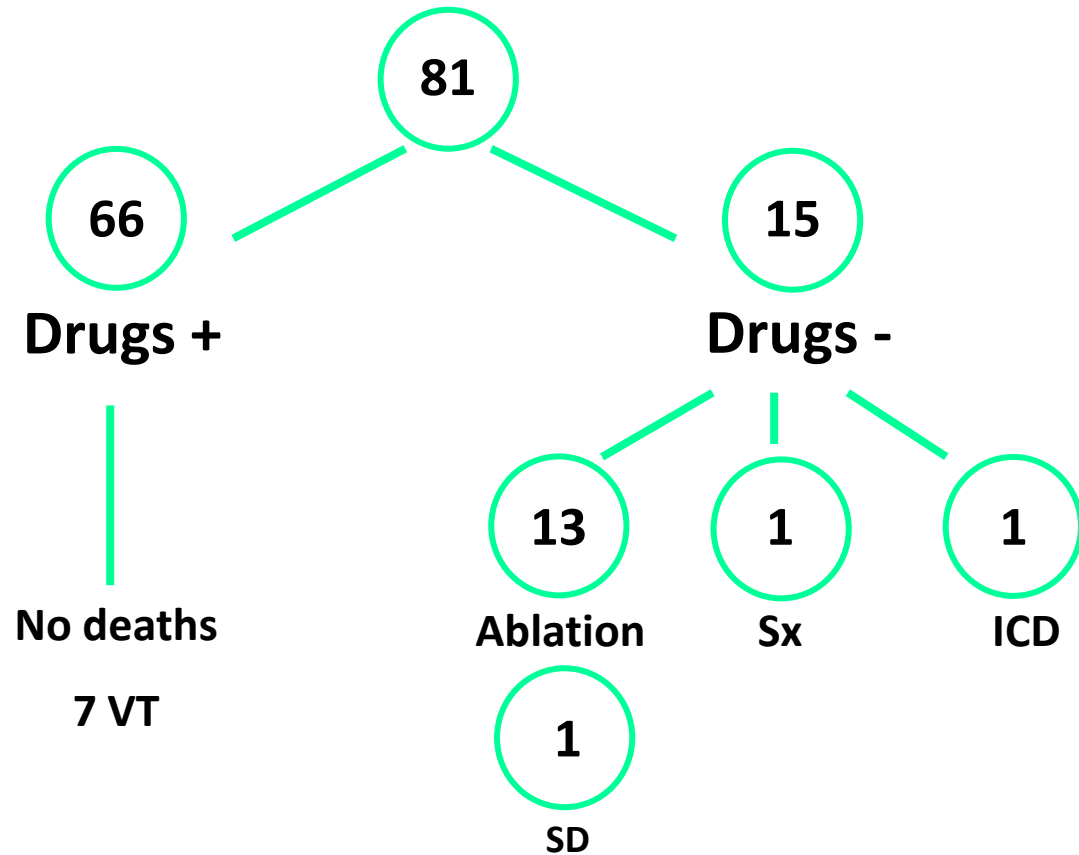 81
66
15
Drugs +
Drugs -
13
1
1
No deaths
Ablation
Sx
ICD
7 VT
1
SD